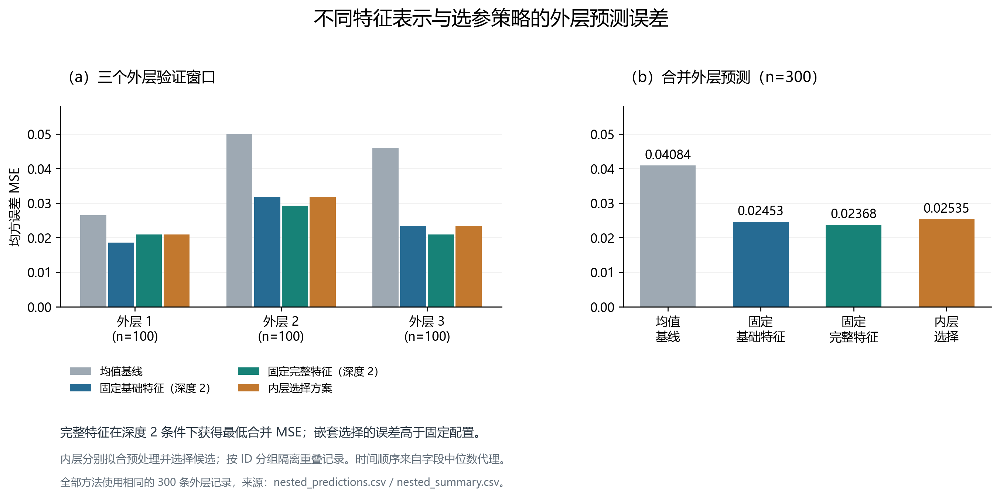 不同特征表示与选参策略的外层预测误差
（a）三个外层验证窗口
均方误差 MSE
0.05
0.04
0.03
0.02
0.01
0.00
外层 1
(n=100)
外层 2
(n=100)
外层 3
(n=100)
均值基线
固定基础特征（深度 2）
固定完整特征（深度 2）
内层选择方案
（b）合并外层预测（n=300）
0.05
0.04
0.03
0.02
0.01
0.00
0.04084
0.02453
0.02368
0.02535
均值
基线
固定
基础特征
固定
完整特征
内层
选择
完整特征在深度 2 条件下获得最低合并 MSE；嵌套选择的误差高于固定配置。
内层分别拟合预处理并选择候选；按 ID 分组隔离重叠记录。时间顺序来自字段中位数代理。
全部方法使用相同的 300 条外层记录，来源：nested_predictions.csv / nested_summary.csv。